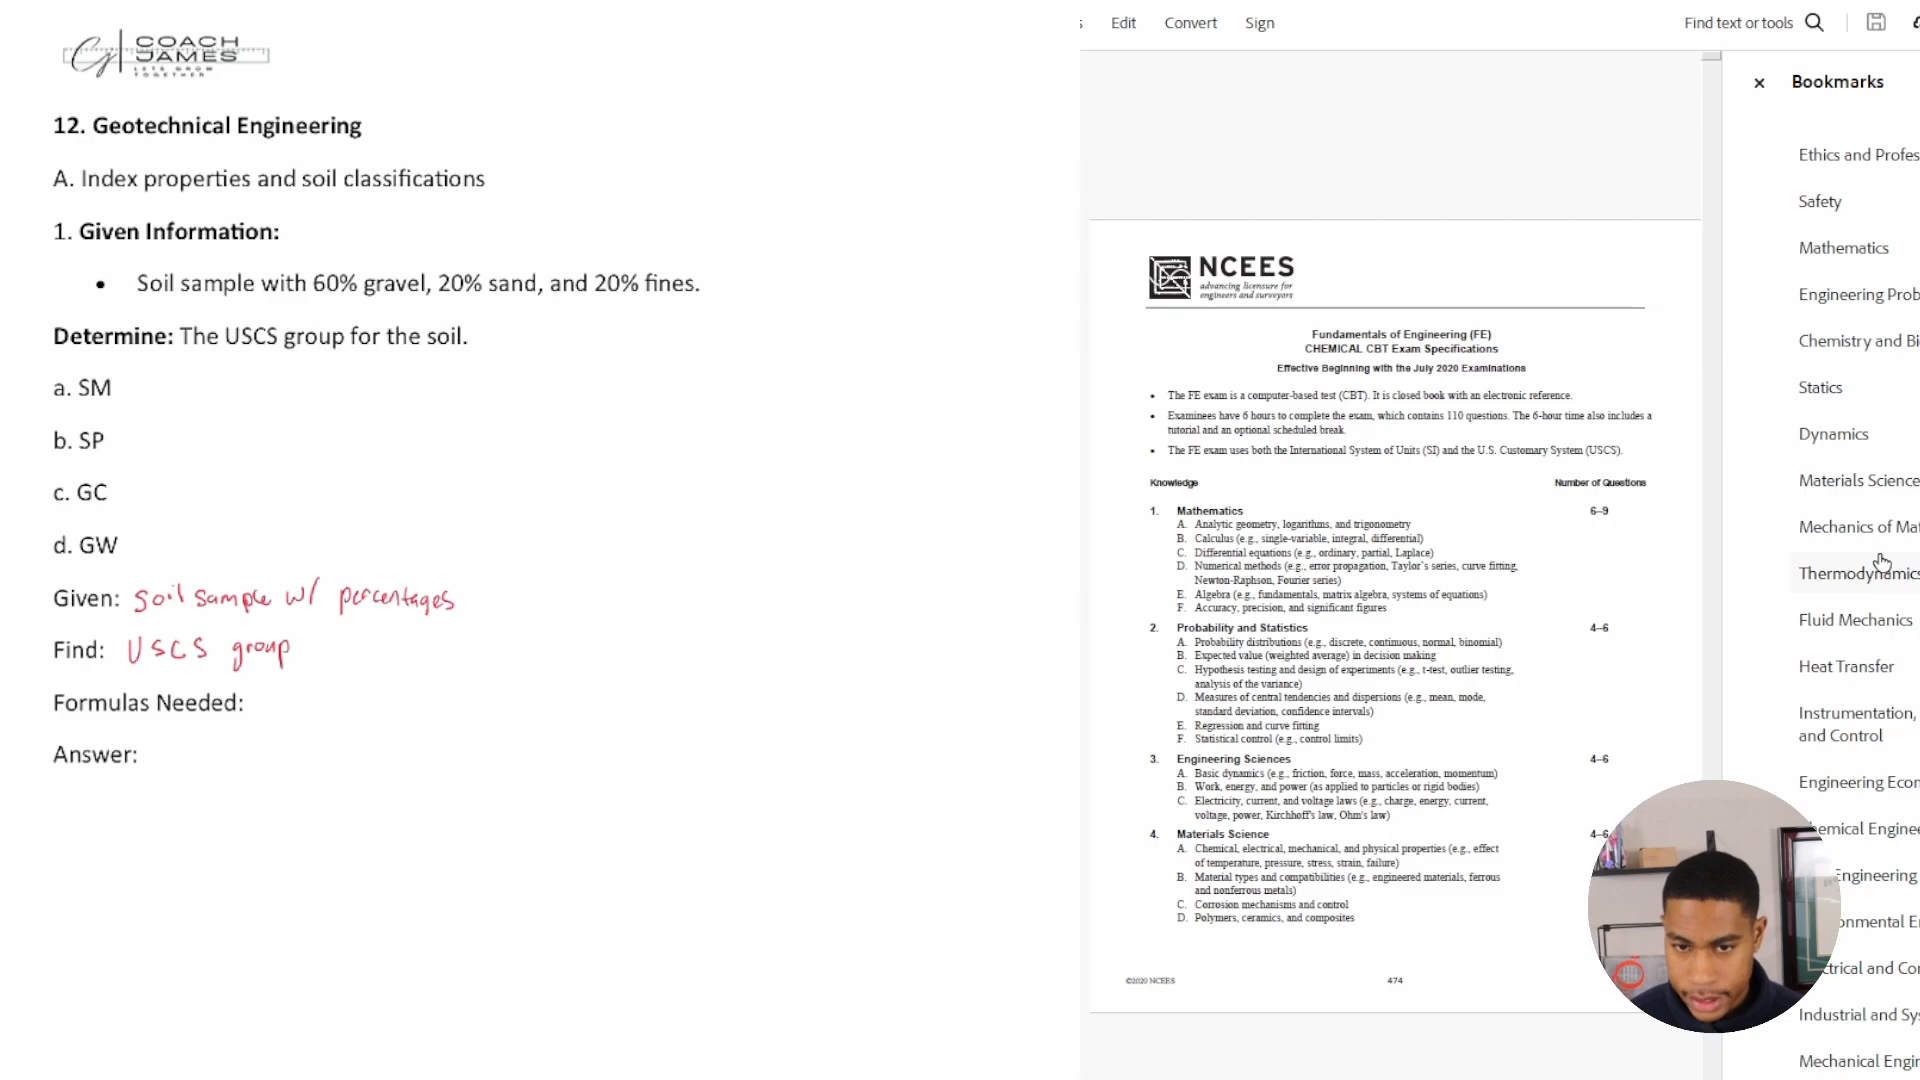 COACH
JAMES
LETS GROW
TOGETHER
12. Geotechnical Engineering
A. Index properties and soil classifications
1. Given Information:
• Soil sample with 60% gravel, 20% sand, and 20% fines.
Determine: The USCS group for the soil.
a. SM
b. SP
c. GC
d. GW
Given: soil sample w/ percentages
Find: USCS group
Formulas Needed:
Answer:
Edit Convert Sign
Find text or tools
NCEES
advancing licensure for
engineers and surveyors
Fundamentals of Engineering (FE)
CHEMICAL CBT Exam Specifications
Effective Beginning with the July 2020 Examinations
• The FE exam is a computer-based test (CBT). It is closed book with an electronic reference.
• Examinees have 6 hours to complete the exam, which contains 110 questions. The 6-hour time also includes a
tutorial and an optional scheduled break.
• The FE exam uses both the International System of Units (SI) and the U.S. Customary System (USCS).
Knowledge Number of Questions
1. Mathematics 6–9
A. Analytic geometry, logarithms, and trigonometry
B. Calculus (e.g., single-variable, integral, differential)
C. Differential equations (e.g., ordinary, partial, Laplace)
D. Numerical methods (e.g., error propagation, Taylor's series, curve fitting,
Newton-Raphson, Fourier series)
E. Algebra (e.g., fundamentals, matrix algebra, systems of equations)
F. Accuracy, precision, and significant figures
2. Probability and Statistics 4–6
A. Probability distributions (e.g., discrete, continuous, normal, binomial)
B. Expected value (weighted average) in decision making
C. Hypothesis testing and design of experiments (e.g., t-test, outlier testing,
analysis of the variance)
D. Measures of central tendencies and dispersions (e.g., mean, mode,
standard deviation, confidence intervals)
E. Regression and curve fitting
F. Statistical control (e.g., control limits)
3. Engineering Sciences 4–6
A. Basic dynamics (e.g., friction, force, mass, acceleration, momentum)
B. Work, energy, and power (as applied to particles or rigid bodies)
C. Electricity, current, and voltage laws (e.g., charge, energy, current,
voltage, power, Kirchhoff's law, Ohm's law)
4. Materials Science 4–6
A. Chemical, electrical, mechanical, and physical properties (e.g., effect
of temperature, pressure, stress, strain, failure)
B. Material types and compatibilities (e.g., engineered materials, ferrous
and nonferrous metals)
C. Corrosion mechanisms and control
D. Polymers, ceramics, and composites
©2020 NCEES 474
× Bookmarks
Ethics and Profes
Safety
Mathematics
Engineering Prob
Chemistry and Bi
Statics
Dynamics
Materials Science
Mechanics of Mat
Thermodynamics
Fluid Mechanics
Heat Transfer
Instrumentation,
and Control
Engineering Econ
hemical Enginee
Engineering
onmental E
ctrical and Co
Industrial and Sy
Mechanical Engin